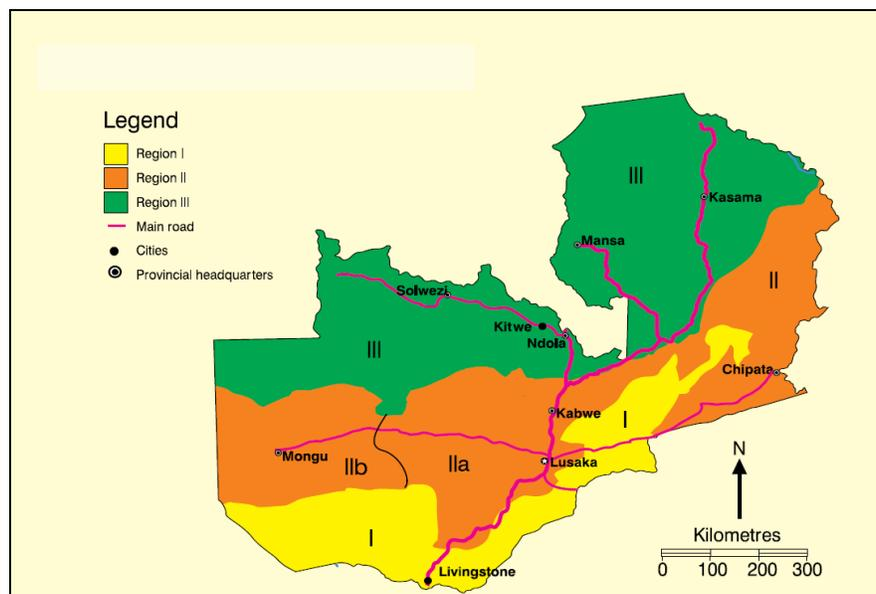 Legend
Region I
Region II
Region III
Main road
Cities
Provincial headquarters
III
Kasama
Mansa
II
Solwezi
Kitwe
Ndola
III
Chipata
Kabwe
I
Mongu
IIb
IIa
Lusaka
N
I
Kilometres
0 100 200 300
Livingstone